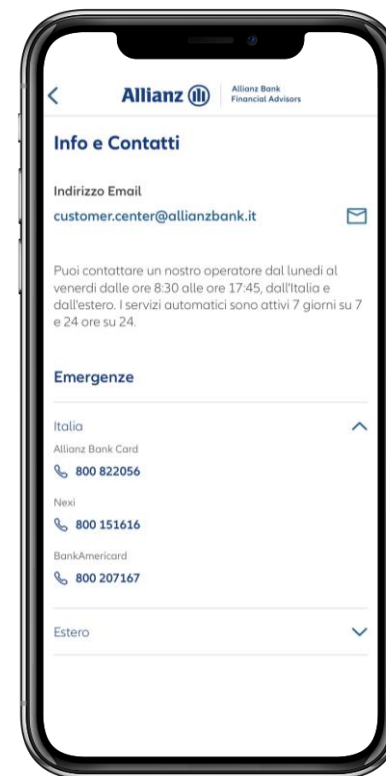 Allianz
Allianz Bank
Financial Advisors
Info e Contatti
Indirizzo Email
customer.center@allianzbank.it
Puoi contattare un nostro operatore dal lunedi al
venerdi dalle ore 8:30 alle ore 17:45, dall'Italia e
dall'estero. I servizi automatici sono attivi 7 giorni su 7
e 24 ore su 24.
Emergenze
Italia
Allianz Bank Card
800 822056
Nexi
800 151616
BankAmericard
800 207167
Estero